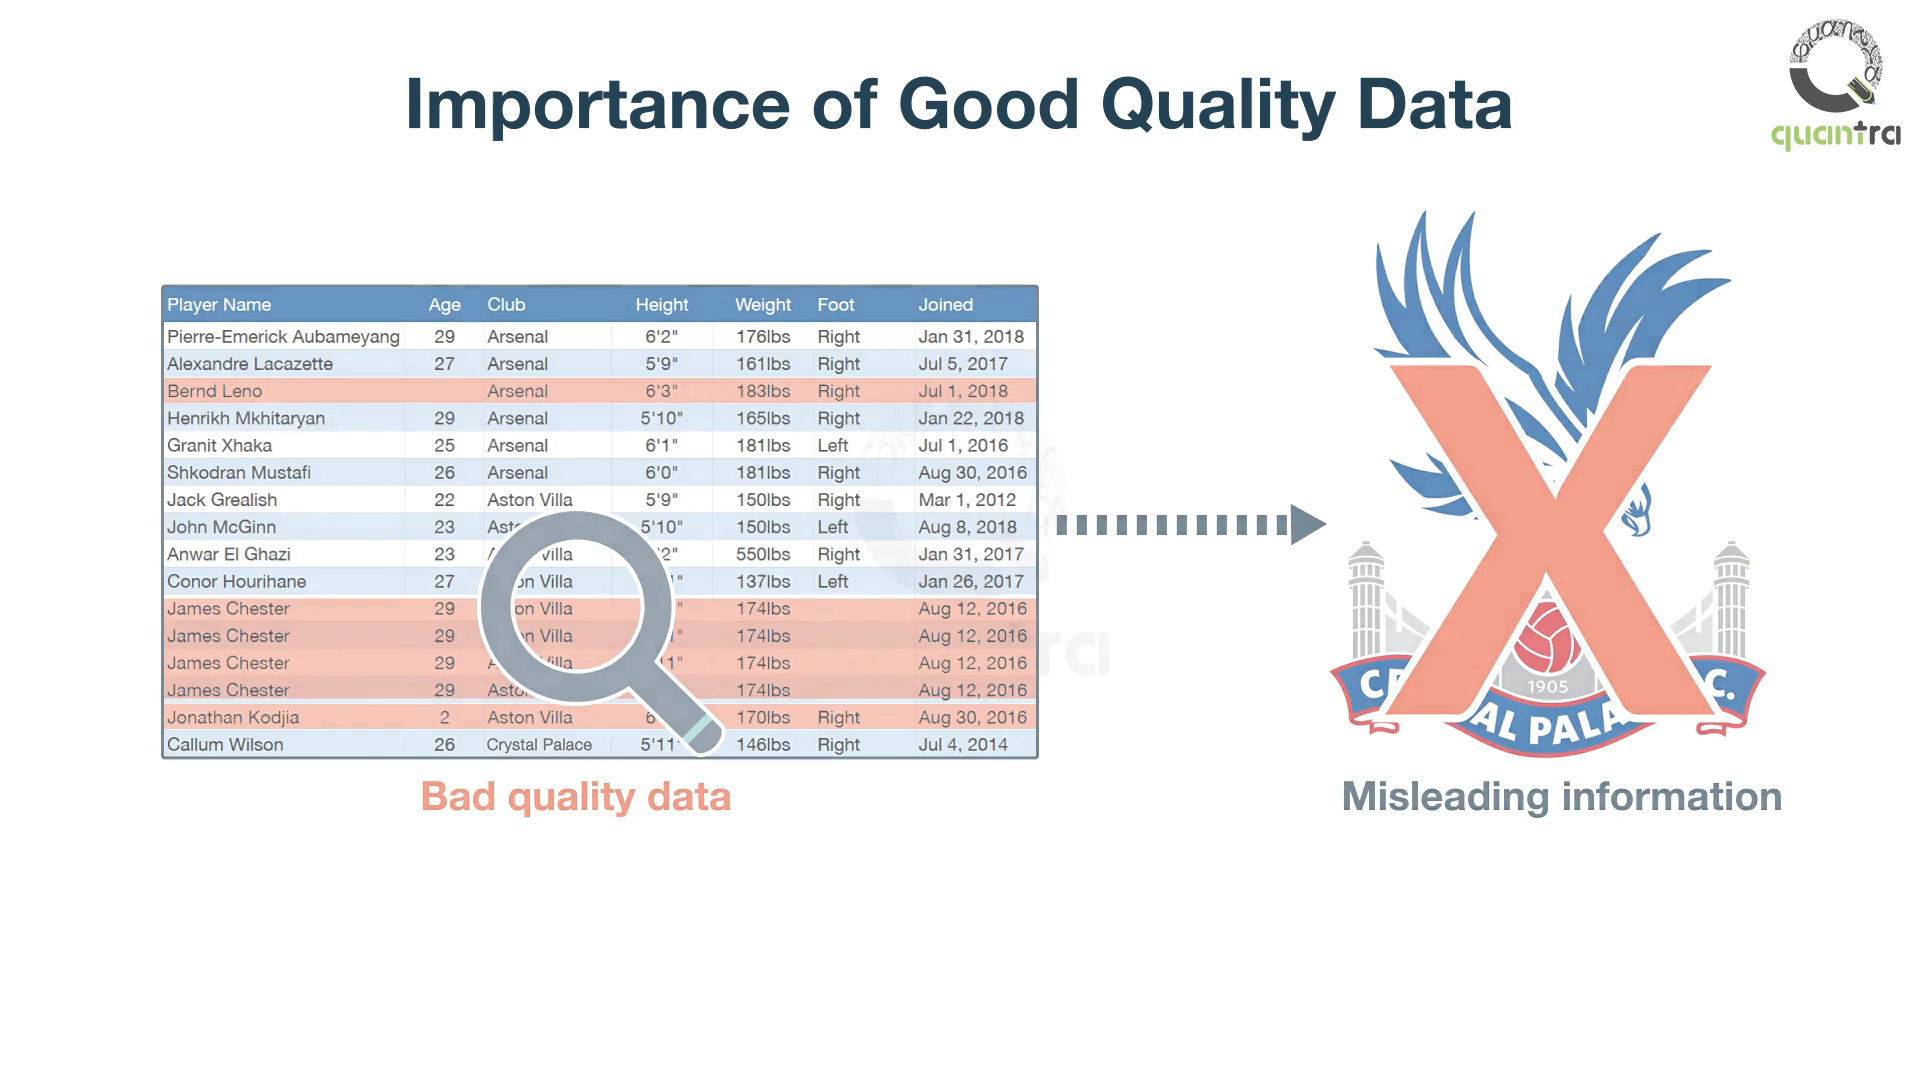 Importance of Good Quality Data
quantra
Player Name Age Club Height Weight Foot Joined
Pierre-Emerick Aubameyang 29 Arsenal 6'2" 176lbs Right Jan 31, 2018
Alexandre Lacazette 27 Arsenal 5'9" 161lbs Right Jul 5, 2017
Bernd Leno Arsenal 6'3" 183lbs Right Jul 1, 2018
Henrikh Mkhitaryan 29 Arsenal 5'10" 165lbs Right Jan 22, 2018
Granit Xhaka 25 Arsenal 6'1" 181lbs Left Jul 1, 2016
Shkodran Mustafi 26 Arsenal 6'0" 181lbs Right Aug 30, 2016
Jack Grealish 22 Aston Villa 5'9" 150lbs Right Mar 1, 2012
John McGinn 23 5'10" 150lbs Left Aug 8, 2018
Anwar El Ghazi 23 Villa 550lbs Right Jan 31, 2017
Conor Hourihane 27 Villa 137lbs Left Jan 26, 2017
James Chester 29 Villa 174lbs Aug 12, 2016
James Chester 29 Villa 174lbs Aug 12, 2016
James Chester 29 Villa 174lbs Aug 12, 2016
James Chester 29 174lbs Aug 12, 2016
Jonathan Kodjia 2 Aston Villa 170lbs Right Aug 30, 2016
Callum Wilson 26 Crystal Palace 5'11 146lbs Right Jul 4, 2014
1905
AL PALA
Bad quality data
Misleading information